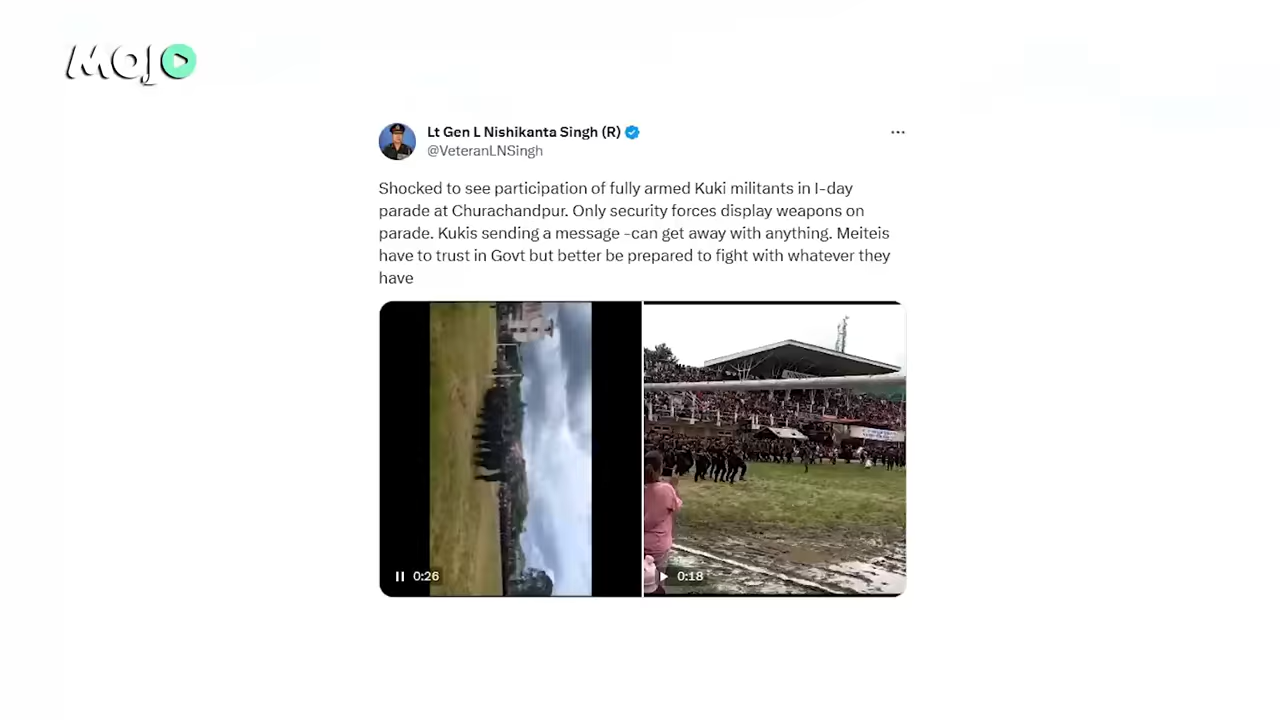 MOJO
Lt Gen L Nishikanta Singh (R)
@VeteranLNSingh
Shocked to see participation of fully armed Kuki militants in I-day
parade at Churachandpur. Only security forces display weapons on
parade. Kukis sending a message -can get away with anything. Meiteis
have to trust in Govt but better be prepared to fight with whatever they
have
0:26
0:18